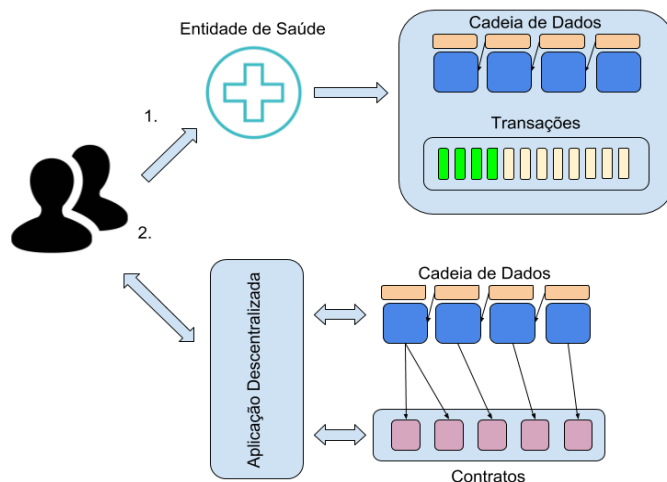 Entidade de Saúde
Cadeia de Dados
Transações
1.
2.
Aplicação Descentralizada
Cadeia de Dados
Contratos